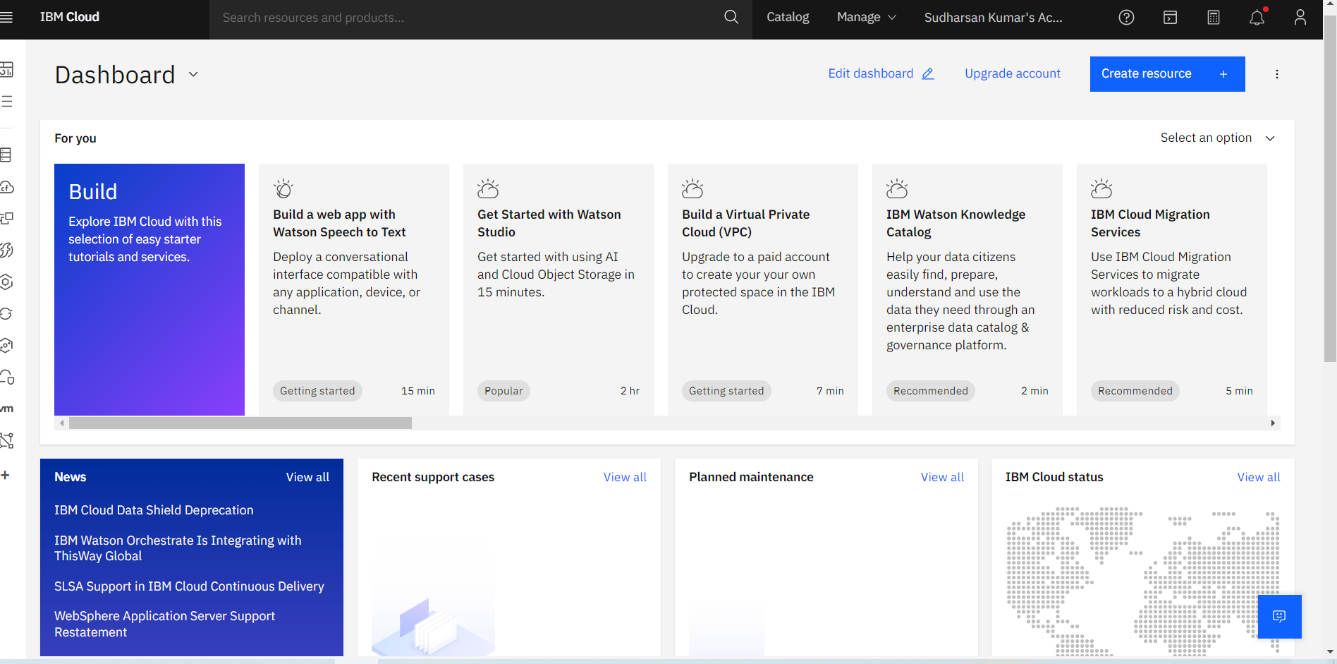 IBM Cloud
Search resources and products...
Catalog
Manage
Sudharsan Kumar's Ac...
Dashboard
Edit dashboard
Upgrade account
Create resource +
For you
Select an option
Build
Explore IBM Cloud with this
selection of easy starter
tutorials and services.
Build a web app with
Watson Speech to Text
Deploy a conversational
interface compatible with
any application, device, or
channel.
Getting started
15 min
Get Started with Watson
Studio
Get started with using AI
and Cloud Object Storage in
15 minutes.
Popular
2 hr
Build a Virtual Private
Cloud (VPC)
Upgrade to a paid account
to create your your own
protected space in the IBM
Cloud.
Getting started
7 min
IBM Watson Knowledge
Catalog
Help your data citizens
easily find, prepare,
understand and use the
data they need through an
enterprise data catalog &
governance platform.
Recommended
2 min
IBM Cloud Migration
Services
Use IBM Cloud Migration
Services to migrate
workloads to a hybrid cloud
with reduced risk and cost.
Recommended
5 min
News
View all
IBM Cloud Data Shield Deprecation
IBM Watson Orchestrate Is Integrating with
ThisWay Global
SLSA Support in IBM Cloud Continuous Delivery
WebSphere Application Server Support
Restatement
Recent support cases
View all
Planned maintenance
View all
IBM Cloud status
View all